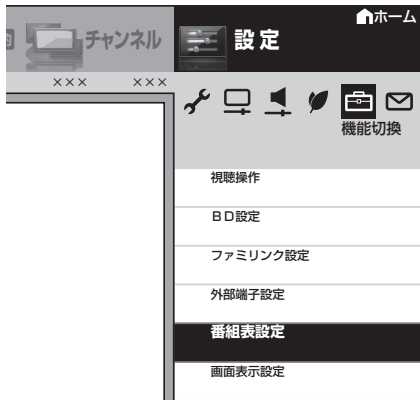 ホーム
チャンネル
設定
××× ×××
機能切換
視聴操作
BD設定
ファミリンク設定
外部端子設定
番組表設定
画面表示設定